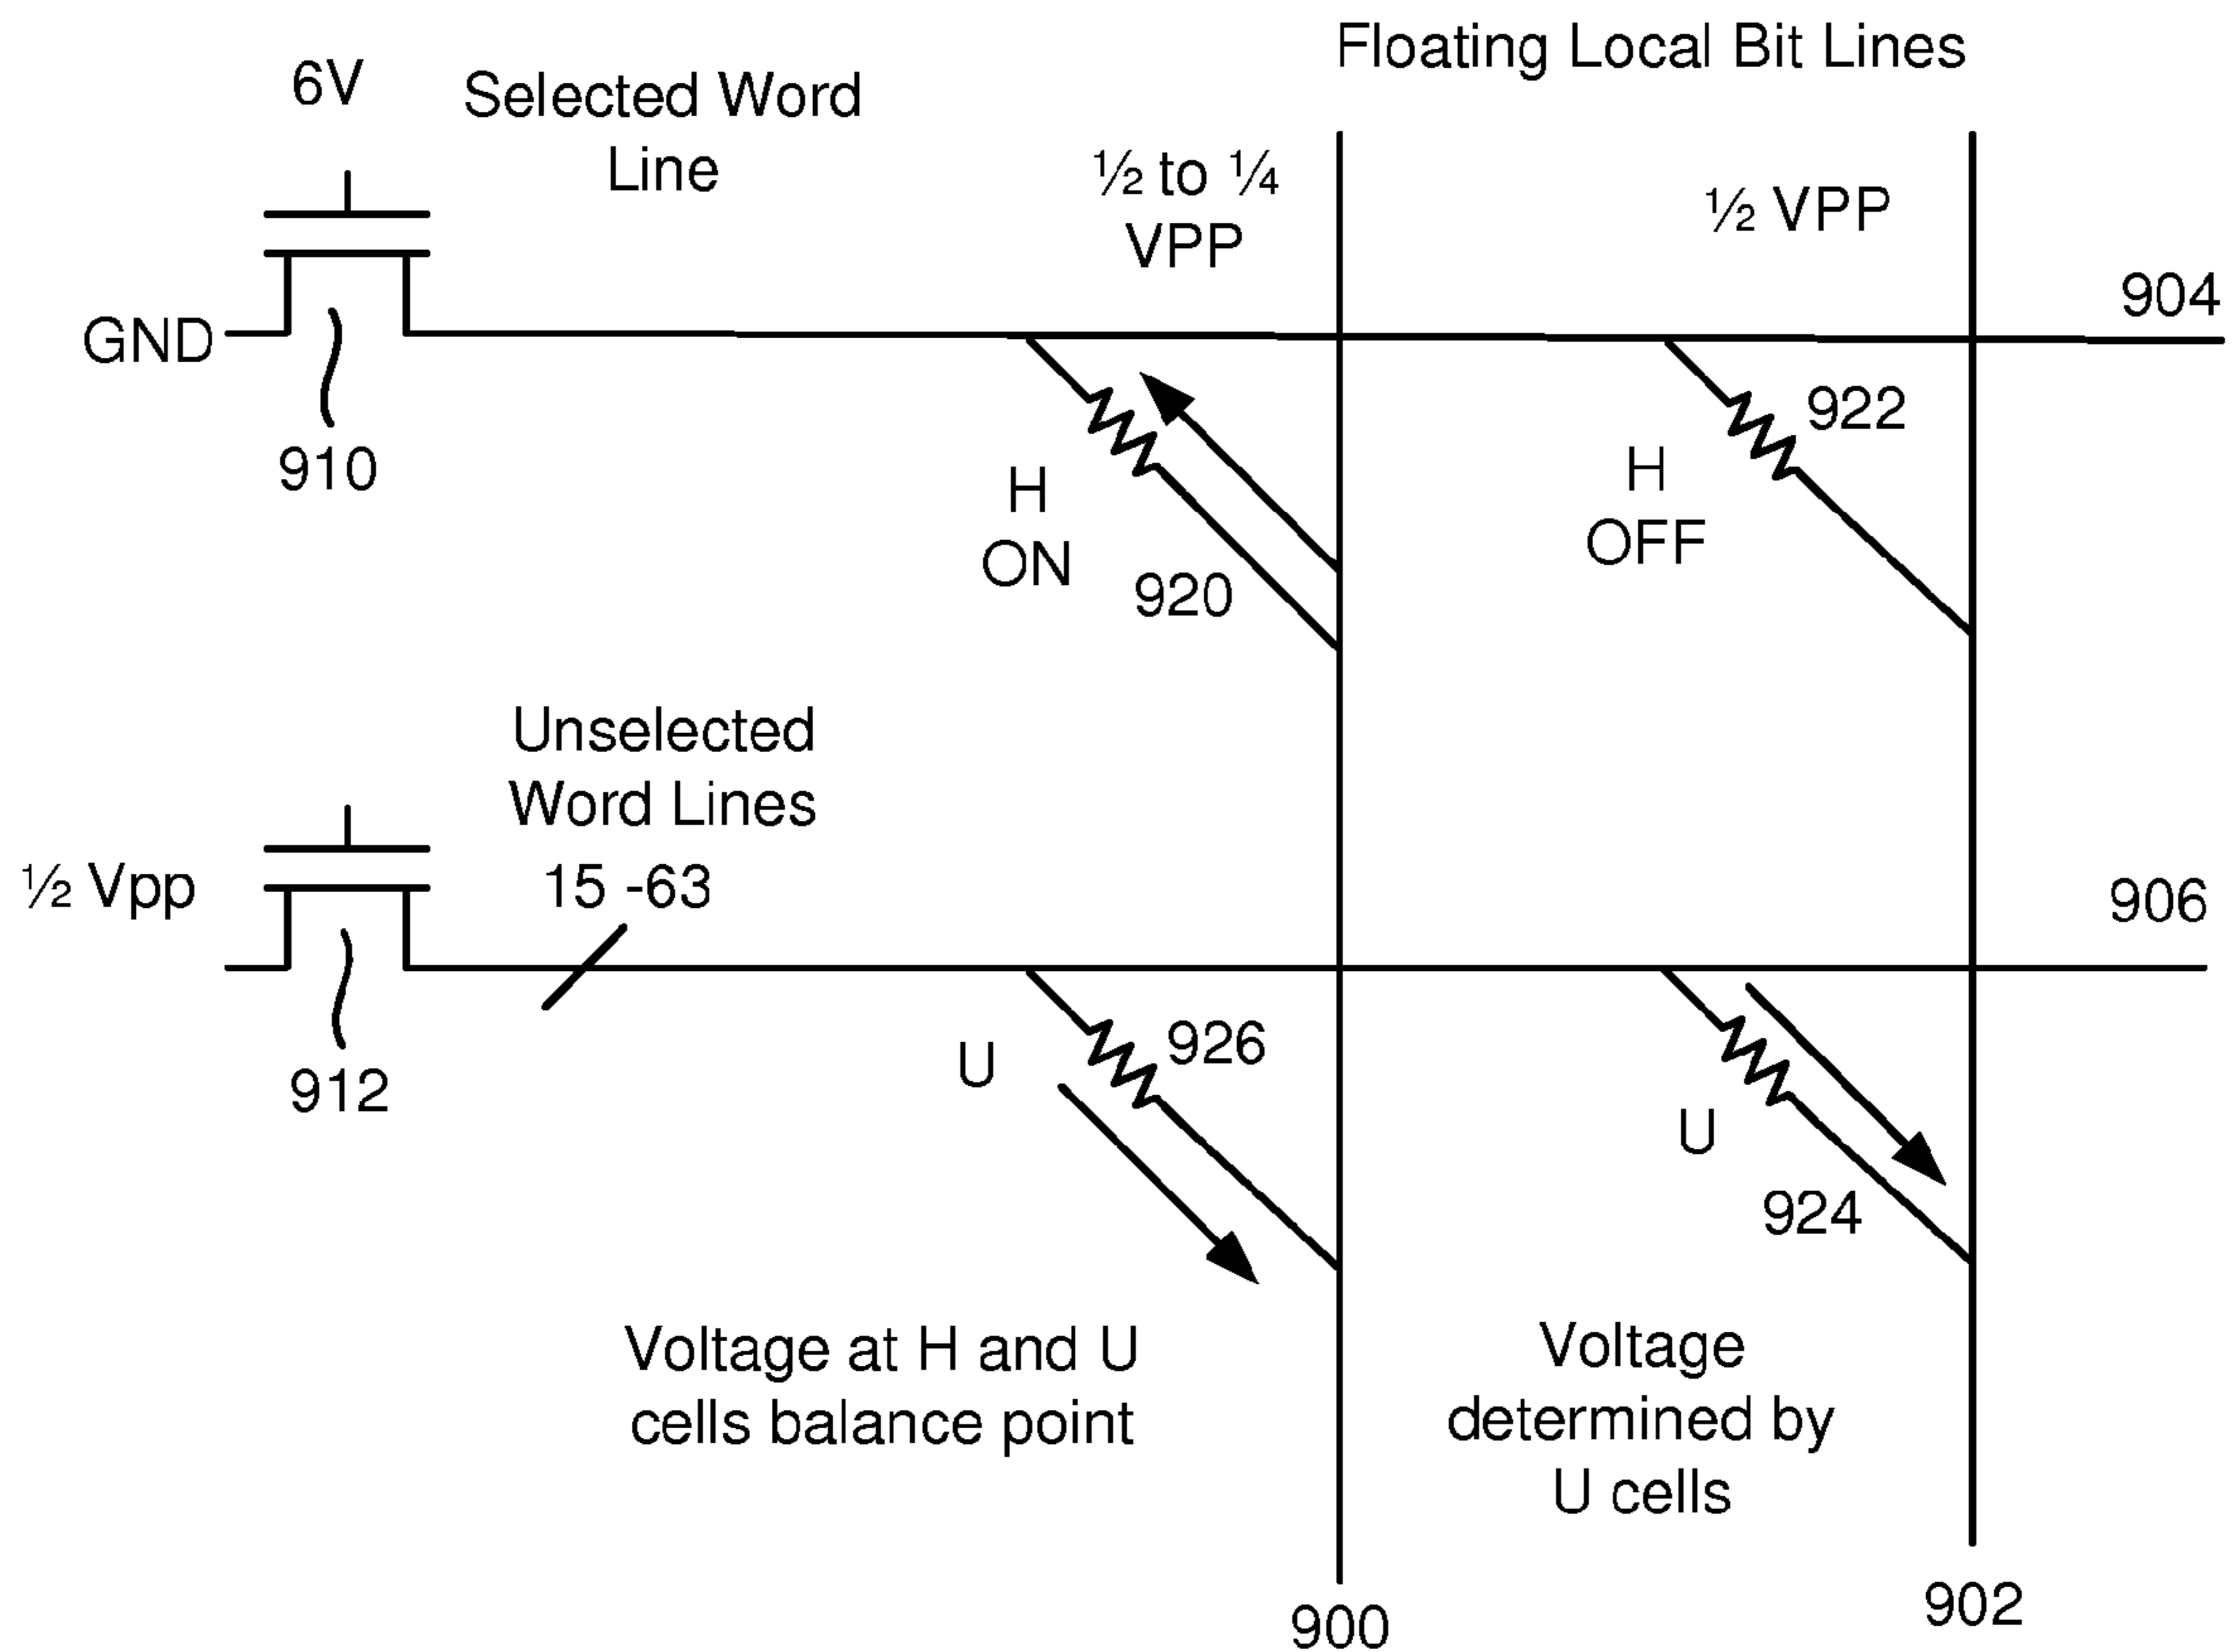 Floating Local Bit Lines
6V
Selected Word
Line
½ to ¼
VPP
½ VPP
904
GND
910
H
ON
920
922
H
OFF
Unselected
Word Lines
15 -63
½ Vpp
906
912
U
926
U
924
Voltage at H and U
cells balance point
Voltage
determined by
U cells
900
902